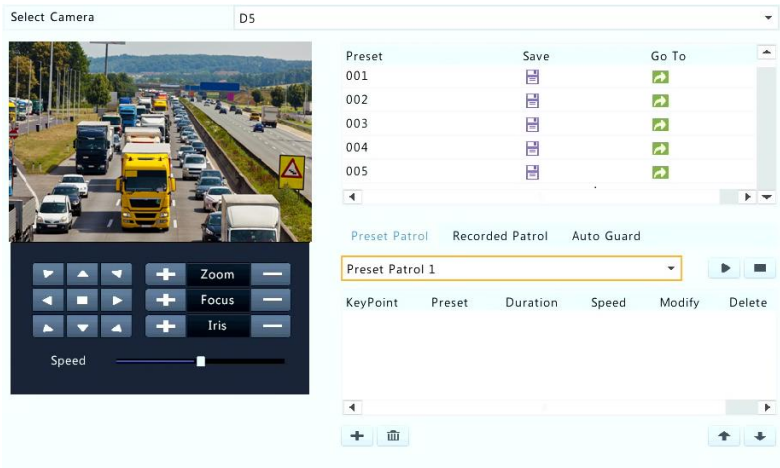 Select Camera D5
Preset Save Go To
001
002
003
004
005
Preset Patrol Recorded Patrol Auto Guard
Preset Patrol 1
KeyPoint Preset Duration Speed Modify Delete
Zoom
Focus
Iris
Speed